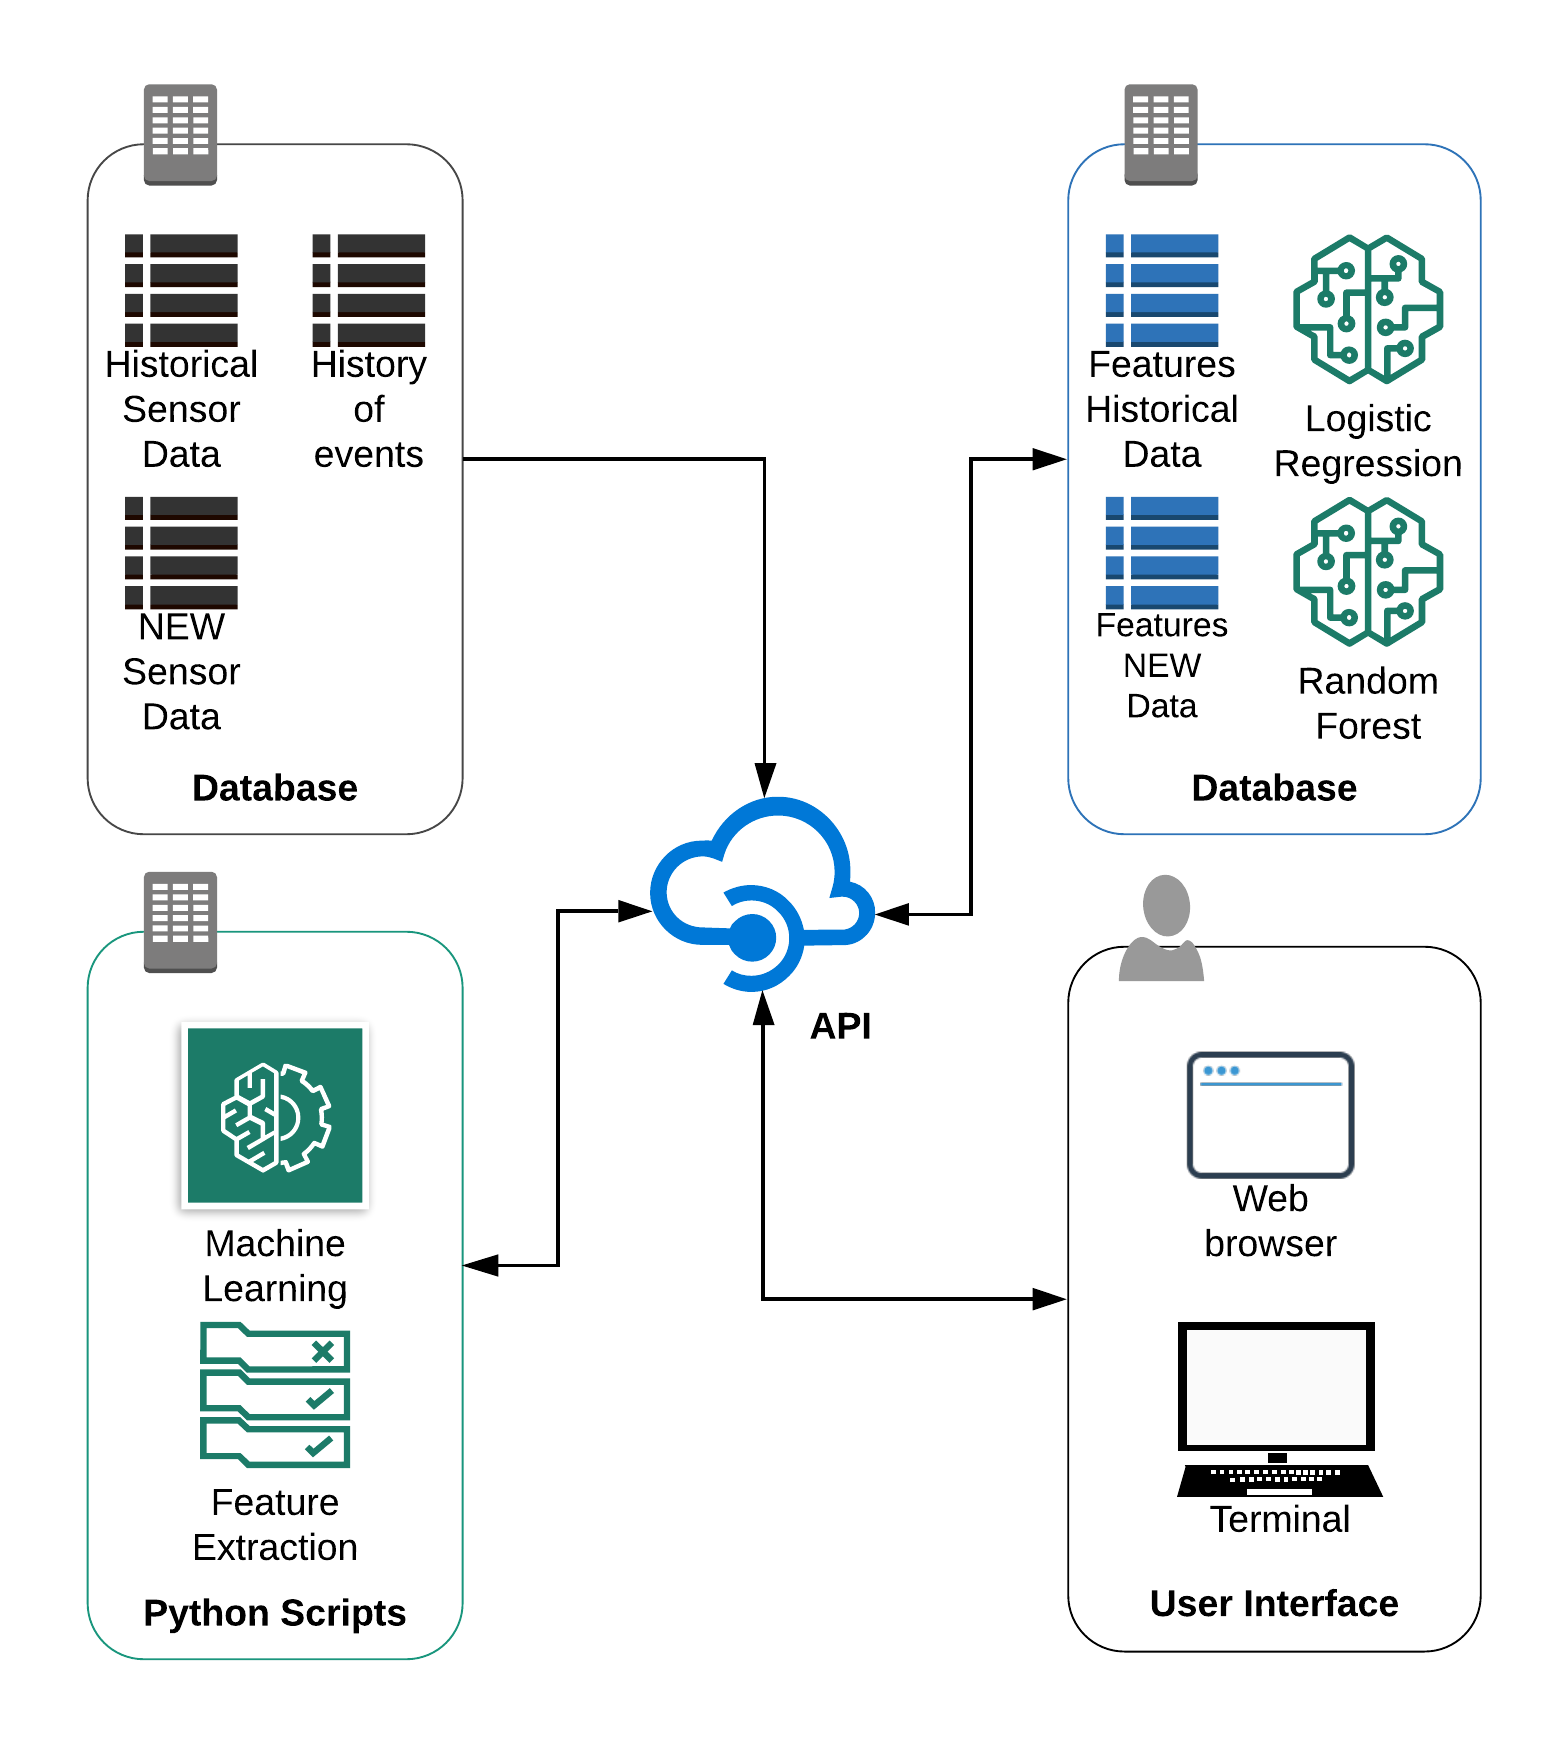 Historical
Sensor
Data
History
of
events
NEW
Sensor
Data
Database
Features
Historical
Data
Logistic
Regression
Features
NEW
Data
Random
Forest
Database
API
Machine
Learning
Feature
Extraction
Python Scripts
Web
browser
Terminal
User Interface